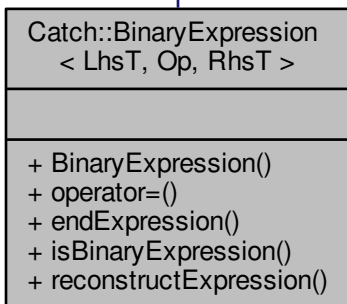 Catch::BinaryExpression
< LhsT, Op, RhsT >
+ BinaryExpression()
+ operator=()
+ endExpression()
+ isBinaryExpression()
+ reconstructExpression()